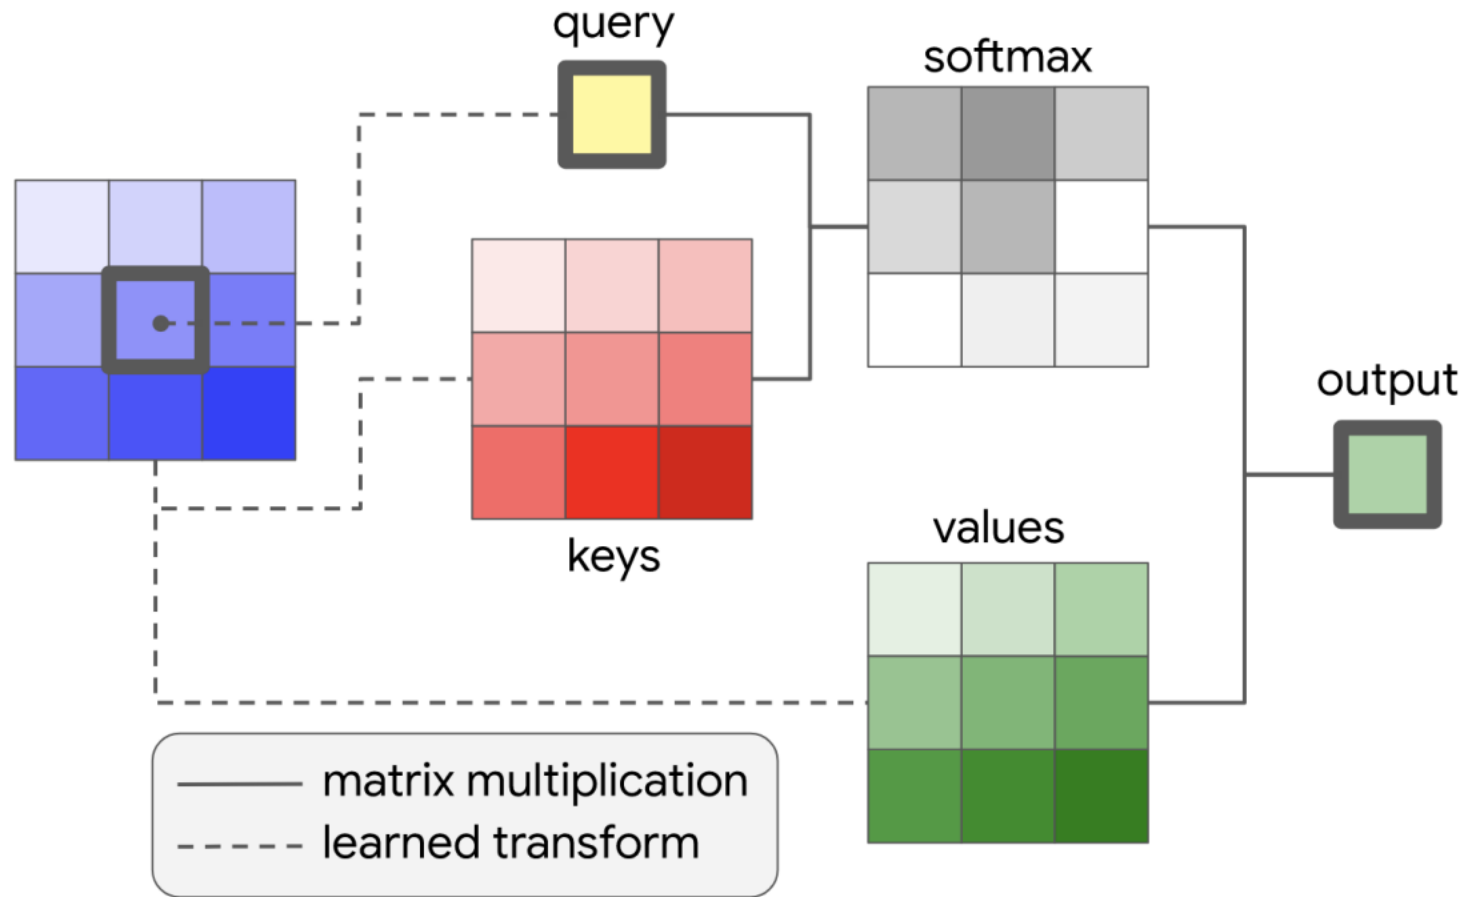 query
softmax
keys
output
values
matrix multiplication
learned transform